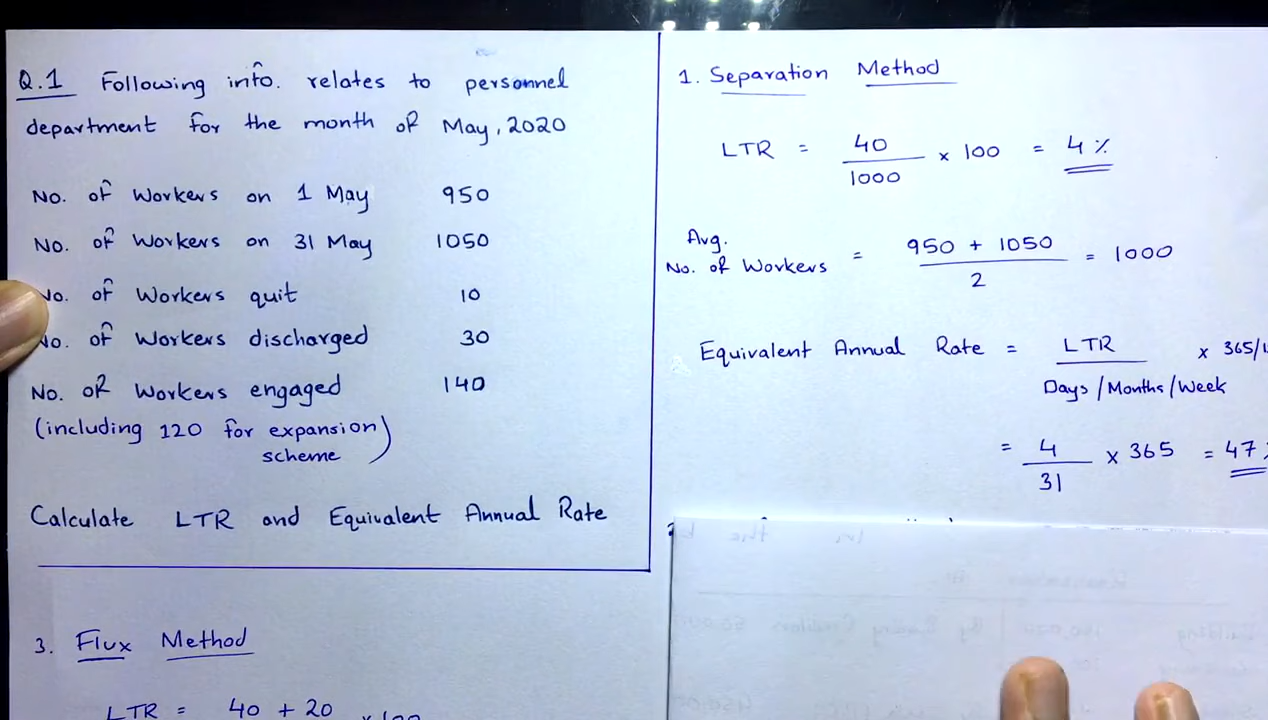 Q.1 Following info. relates to personnel
department for the month of May, 2020
No. of Workers on 1 May 950
No. of Workers on 31 May 1050
No. of Workers quit 10
No. of Workers discharged 30
No. of Workers engaged 140
(including 120 for expansion
scheme)
Calculate LTR and Equivalent Annual Rate
3. Flux Method
LTR = 40 + 20 x 100
1. Separation Method
LTR = 40 / 1000 x 100 = 4 %
Avg.
No. of Workers = 950 + 1050 / 2 = 1000
Equivalent Annual Rate = LTR / Days / Months / Week x 365/1
= 4 / 31 x 365 = 47 %